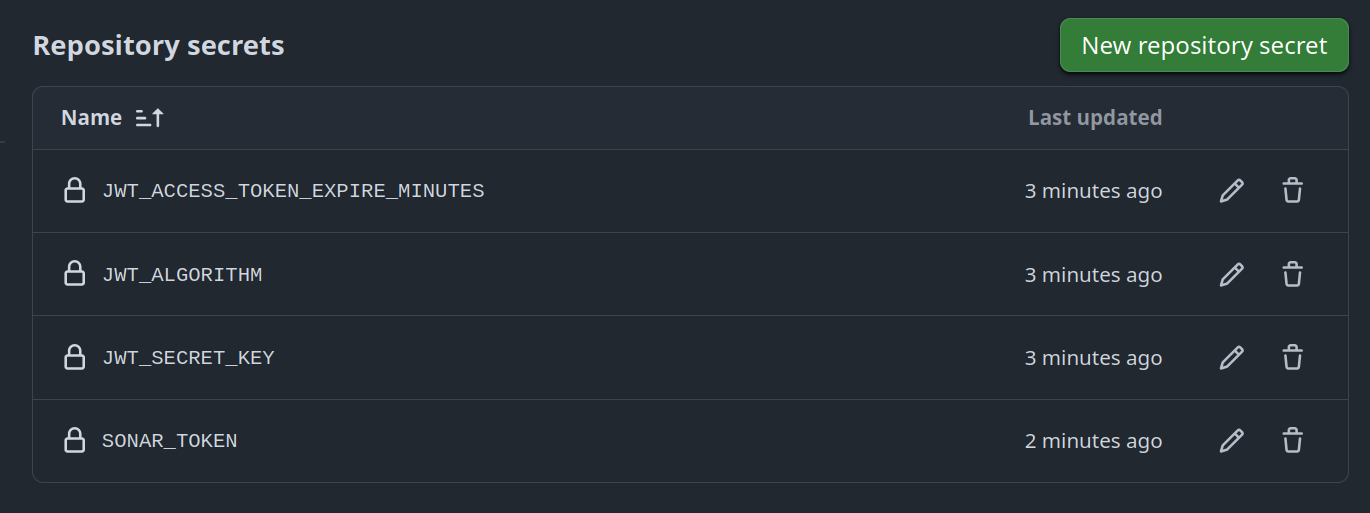 Repository secrets
New repository secret
Name
Last updated
JWT_ACCESS_TOKEN_EXPIRE_MINUTES
3 minutes ago
JWT_ALGORITHM
3 minutes ago
JWT_SECRET_KEY
3 minutes ago
SONAR_TOKEN
2 minutes ago